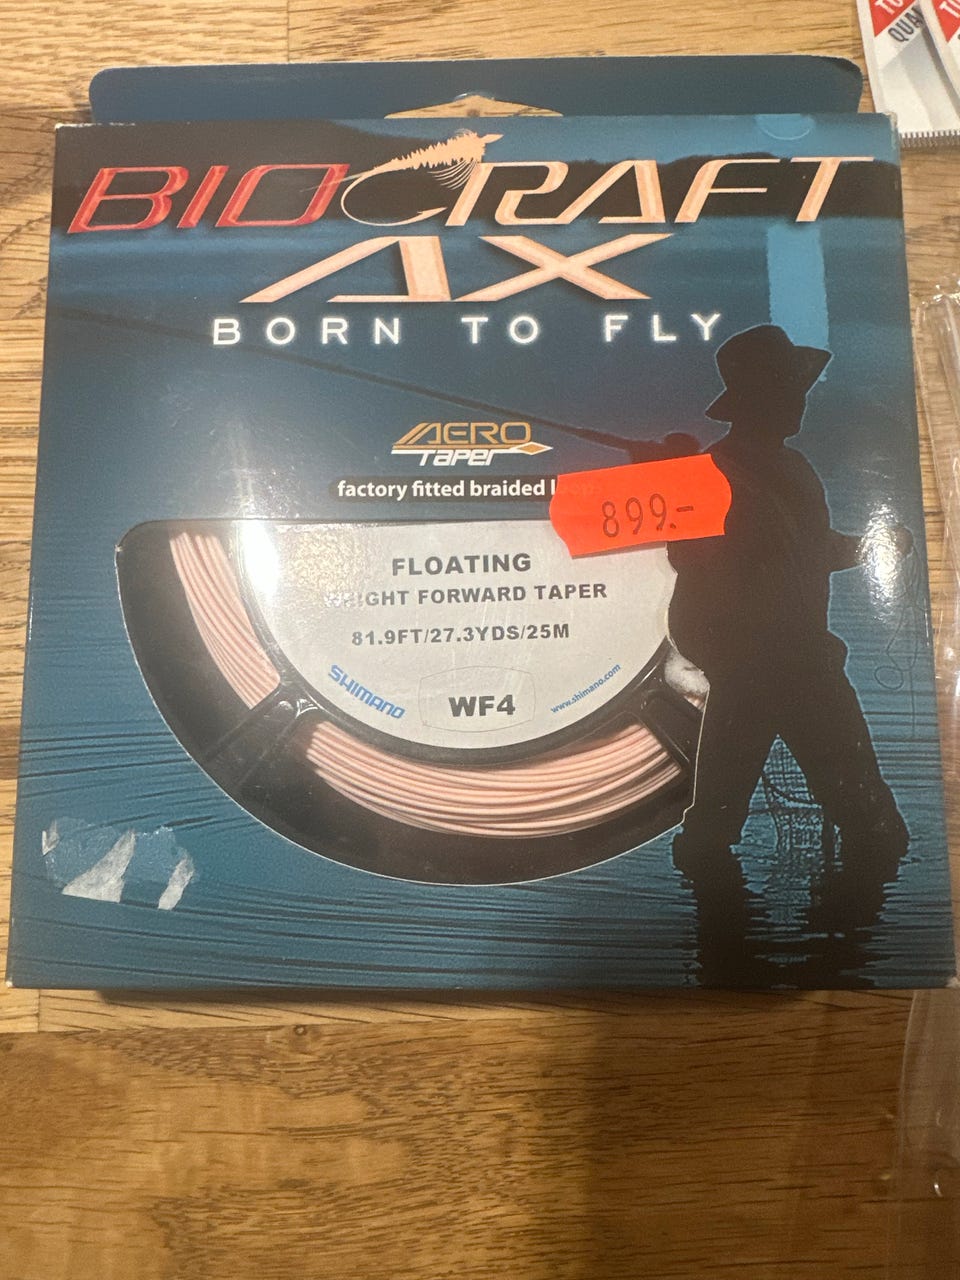 QUA
BIOCRAFT
AX
BORN TO FLY
AERO
Taper
factory fitted braided
899.-
FLOATING
FORWARD TAPER
81.9FT/27.3YDS/25M
SHIMANO
WF4
www.shimano.com